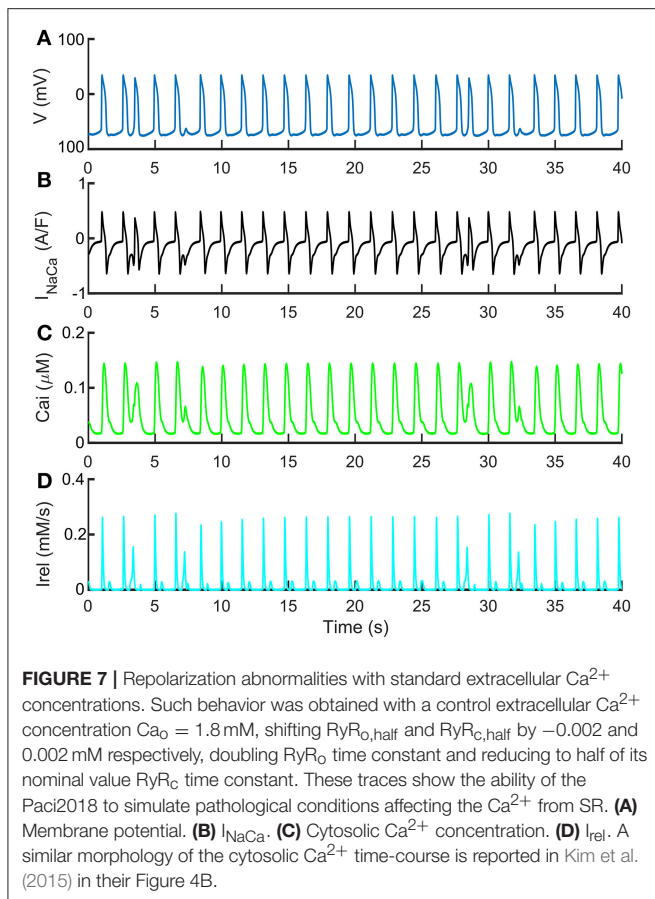 A
100
0
100
V (mV)
0 5 10 15 20 25 30 35 40
B
1
0
-1
I_NaCa (A/F)
0 5 10 15 20 25 30 35 40
C
0.2
0.1
0
Cai (μM)
0 5 10 15 20 25 30 35 40
D
0.4
0.2
0
Irel (mM/s)
0 5 10 15 20 25 30 35 40
Time (s)
FIGURE 7 | Repolarization abnormalities with standard extracellular Ca²⁺
concentrations. Such behavior was obtained with a control extracellular Ca²⁺
concentration Ca₀ = 1.8 mM, shifting RyR_o,half and RyR_c,half by −0.002 and
0.002 mM respectively, doubling RyR_o time constant and reducing to half of its
nominal value RyR_c time constant. These traces show the ability of the
Paci2018 to simulate pathological conditions affecting the Ca²⁺ from SR. (A)
Membrane potential. (B) I_NaCa. (C) Cytosolic Ca²⁺ concentration. (D) I_rel. A
similar morphology of the cytosolic Ca²⁺ time-course is reported in Kim et al.
(2015) in their Figure 4B.